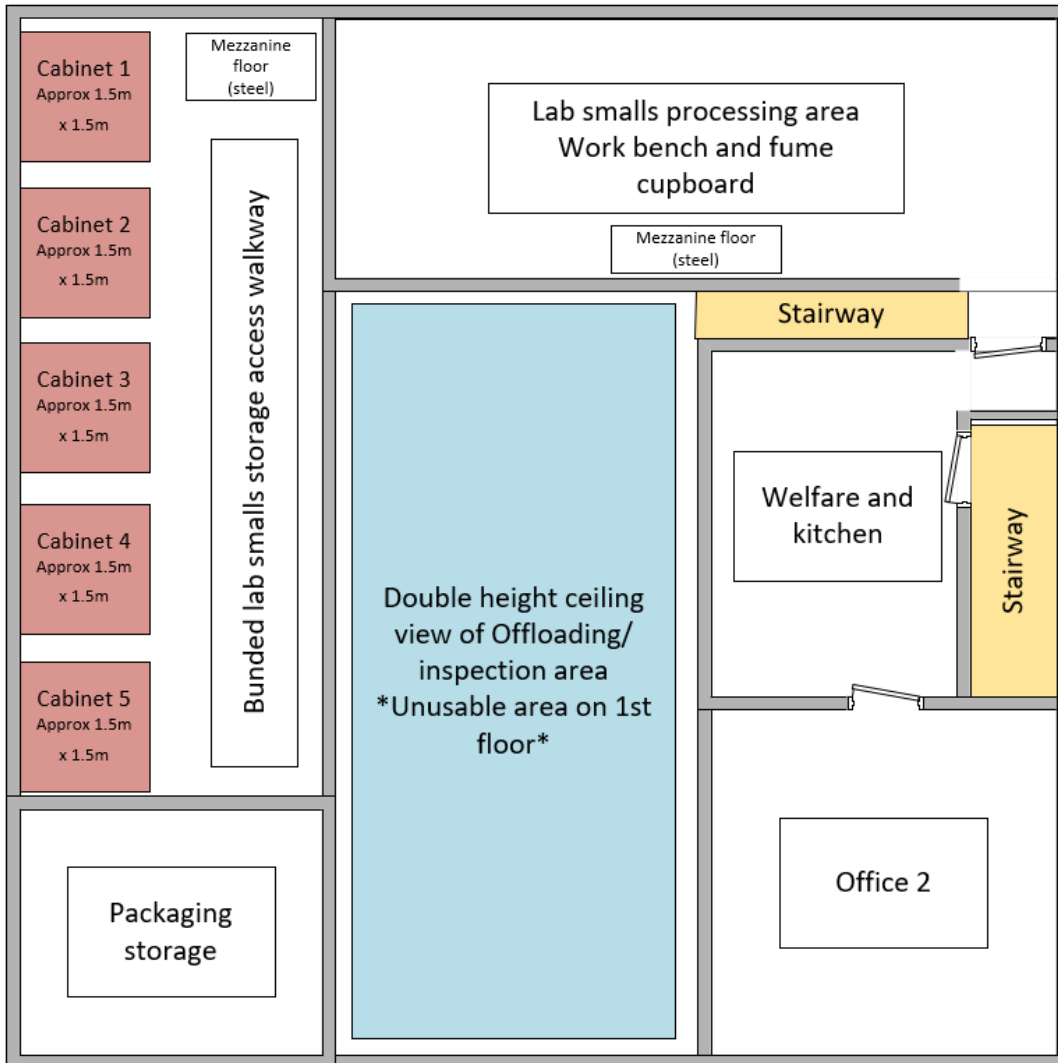 Cabinet 1
Approx 1.5m
x 1.5m
Mezzanine
floor
(steel)
Lab smalls processing area
Work bench and fume
cupboard
Mezzanine floor
(steel)
Cabinet 2
Approx 1.5m
x 1.5m
Bunded lab smalls storage access walkway
Stairway
Cabinet 3
Approx 1.5m
x 1.5m
Welfare and
kitchen
Stairway
Cabinet 4
Approx 1.5m
x 1.5m
Double height ceiling
view of Offloading/
inspection area
*Unusable area on 1st
floor*
Cabinet 5
Approx 1.5m
x 1.5m
Packaging
storage
Office 2